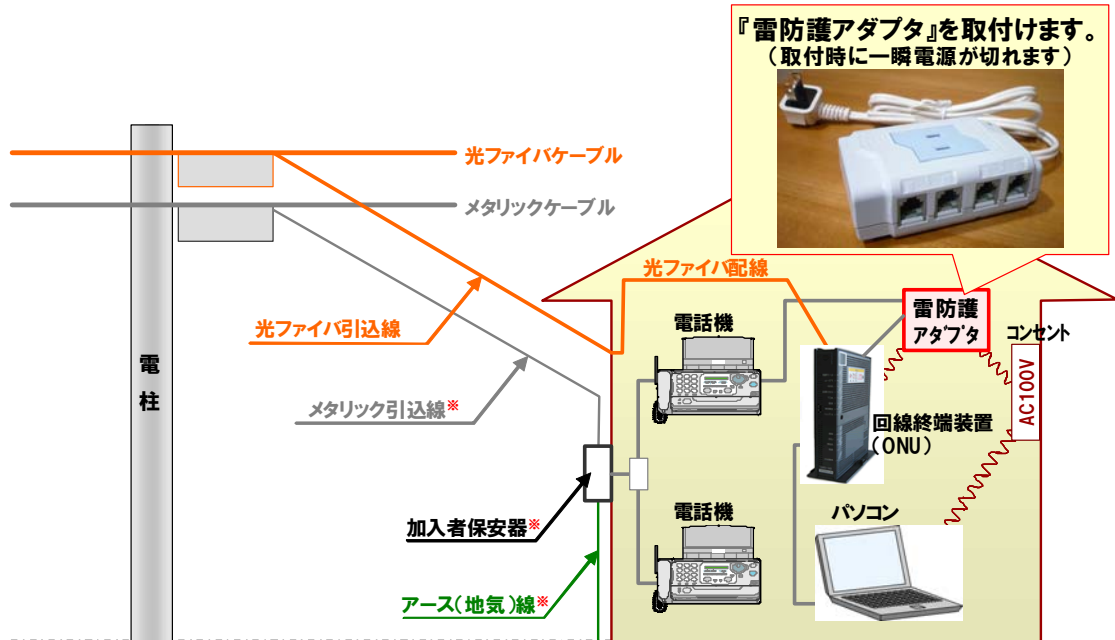 『雷防護アダプタ』を取付けます。
（取付時に一瞬電源が切れます）
光ファイバケーブル
メタリックケーブル
光ファイバ配線
光ファイバ引込線
電話機
雷防護
アダプタ
コンセント
AC100V
電柱
メタリック引込線※
回線終端装置
（ONU）
加入者保安器※
電話機
パソコン
アース（地気）線※